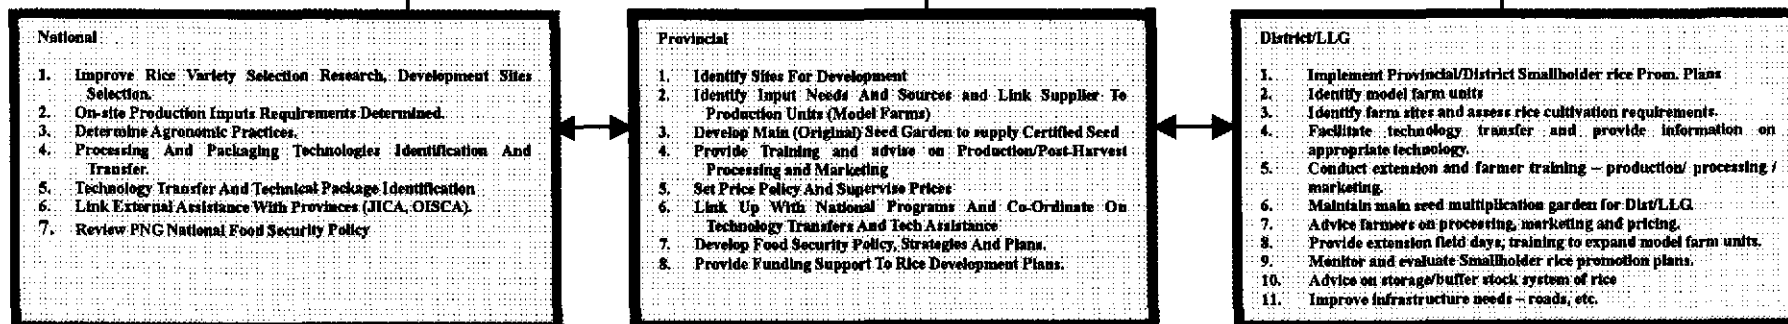 National
1. Improve Rice Variety Selection Research, Development Sites
Selection.
2. On-site Production Inputs Requirements Determined.
3. Determine Agronomic Practices.
4. Processing And Packaging Technologies Identification And
Transfer.
5. Technology Transfer And Technical Package Identification
6. Link External Assistance With Provinces (JICA, OISCA).
7. Review PNG National Food Security Policy
Provincial
1. Identify Sites For Development
2. Identify Input Needs And Sources and Link Supplier To
Production Units (Model Farms)
3. Develop Main (Original) Seed Garden to supply Certified Seed
4. Provide Training and advise on Production/Post-Harvest
Processing and Marketing
5. Set Price Policy And Supervise Prices
6. Link Up With National Programs And Co-Ordinate On
Technology Transfers And Tech Assistance
7. Develop Food Security Policy, Strategies And Plans.
8. Provide Funding Support To Rice Development Plans.
District/LLG
1. Implement Provincial/District Smallholder rice Prom. Plans
2. Identify model farm units
3. Identify farm sites and assess rice cultivation requirements.
4. Facilitate technology transfer and provide information on
appropriate technology.
5. Conduct extension and farmer training – production/ processing /
marketing.
6. Maintain main seed multiplication garden for Dist/LLG
7. Advice farmers on processing, marketing and pricing.
8. Provide extension field days, training to expand model farm units.
9. Monitor and evaluate Smallholder rice promotion plans.
10. Advice on storage/buffer stock system of rice
11. Improve infrastructure needs – roads, etc.